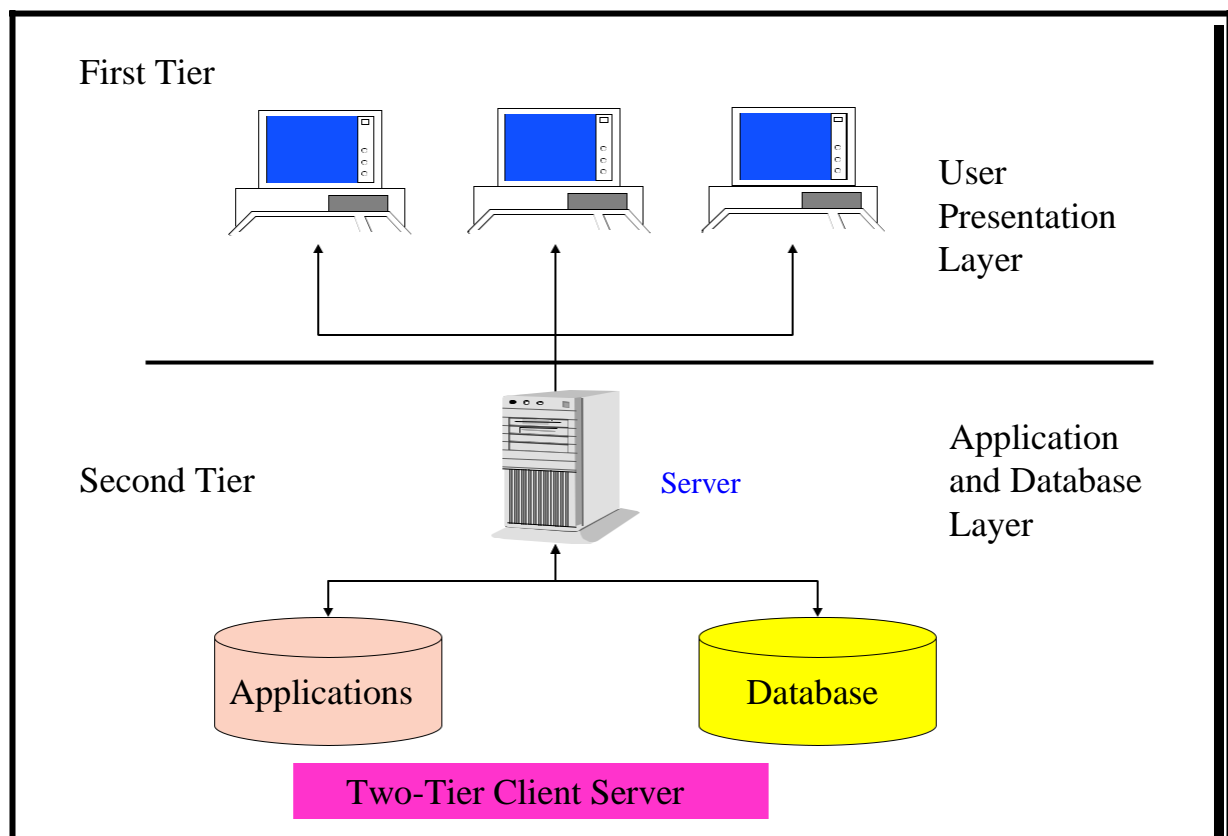 First Tier
User
Presentation
Layer
Second Tier
Server
Application
and Database
Layer
Applications
Database
Two-Tier Client Server